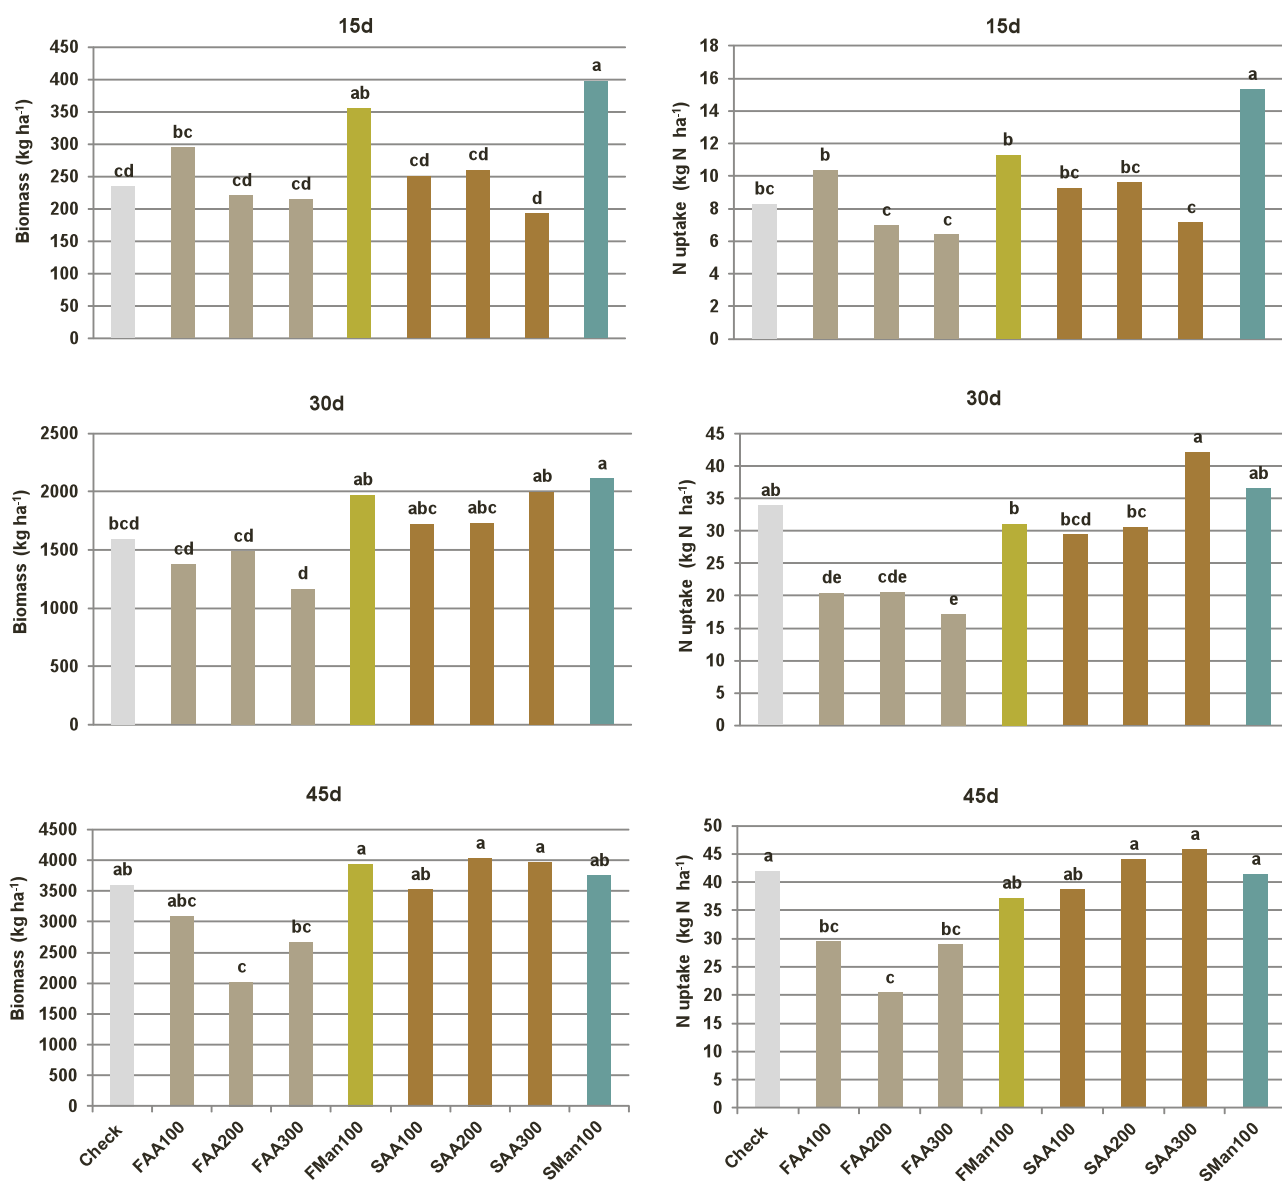 15d
Biomass (kg ha-1)
450
400
350
300
250
200
150
100
50
0
cd
bc
cd
cd
ab
cd
cd
d
a
15d
N uptake (kg N ha-1)
18
16
14
12
10
8
6
4
2
0
bc
b
c
c
b
bc
bc
c
a
30d
Biomass (kg ha-1)
2500
2000
1500
1000
500
0
bcd
cd
cd
d
ab
abc
abc
ab
a
30d
N uptake (kg N ha-1)
45
40
35
30
25
20
15
10
5
0
ab
de
cde
e
b
bcd
bc
a
ab
45d
Biomass (kg ha-1)
4500
4000
3500
3000
2500
2000
1500
1000
500
0
ab
abc
c
bc
a
ab
a
a
ab
Check
FAA100
FAA200
FAA300
FMan100
SAA100
SAA200
SAA300
SMan100
45d
N uptake (kg N ha-1)
50
45
40
35
30
25
20
15
10
5
0
a
bc
c
bc
ab
ab
a
a
a
Check
FAA100
FAA200
FAA300
FMan100
SAA100
SAA200
SAA300
SMan100